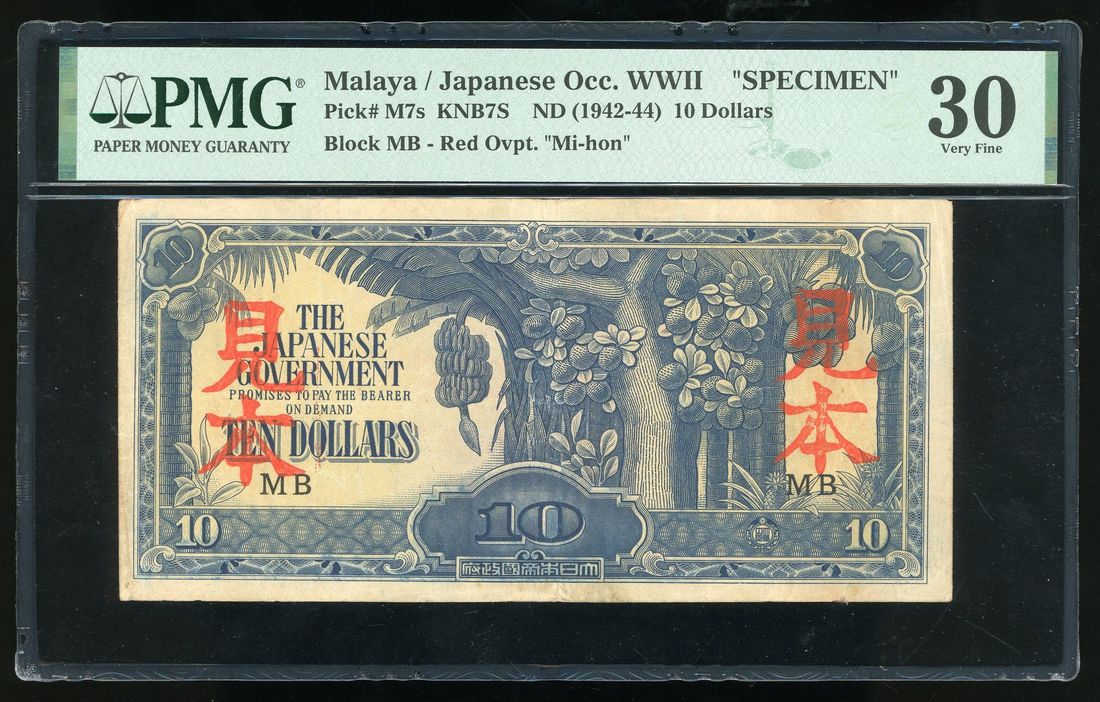 PMG®
PAPER MONEY GUARANTY
Malaya / Japanese Occ. WWII "SPECIMEN"
Pick# M7s KNB7S ND (1942-44) 10 Dollars
Block MB - Red Ovpt. "Mi-hon"
30
Very Fine
10
10
見本
見本
THE
JAPANESE
GOVERNMENT
PROMISES TO PAY THE BEARER
ON DEMAND
TEN DOLLARS
MB
MB
10
10
10
府政國帝本日大